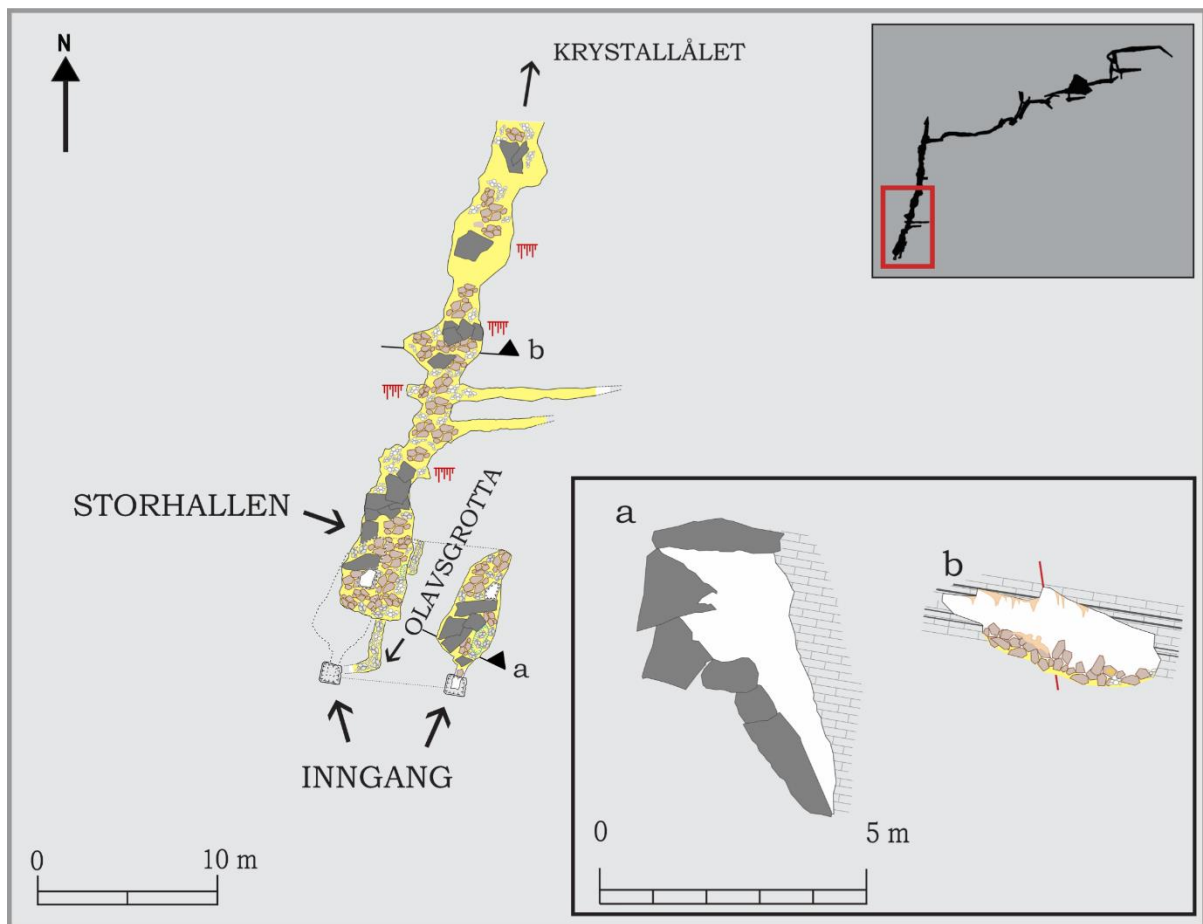 N
KRYSTALLÅLET
b
STORHALLEN
OLAVSGROTTA
a
INNGANG
0
10 m
a
b
0
5 m